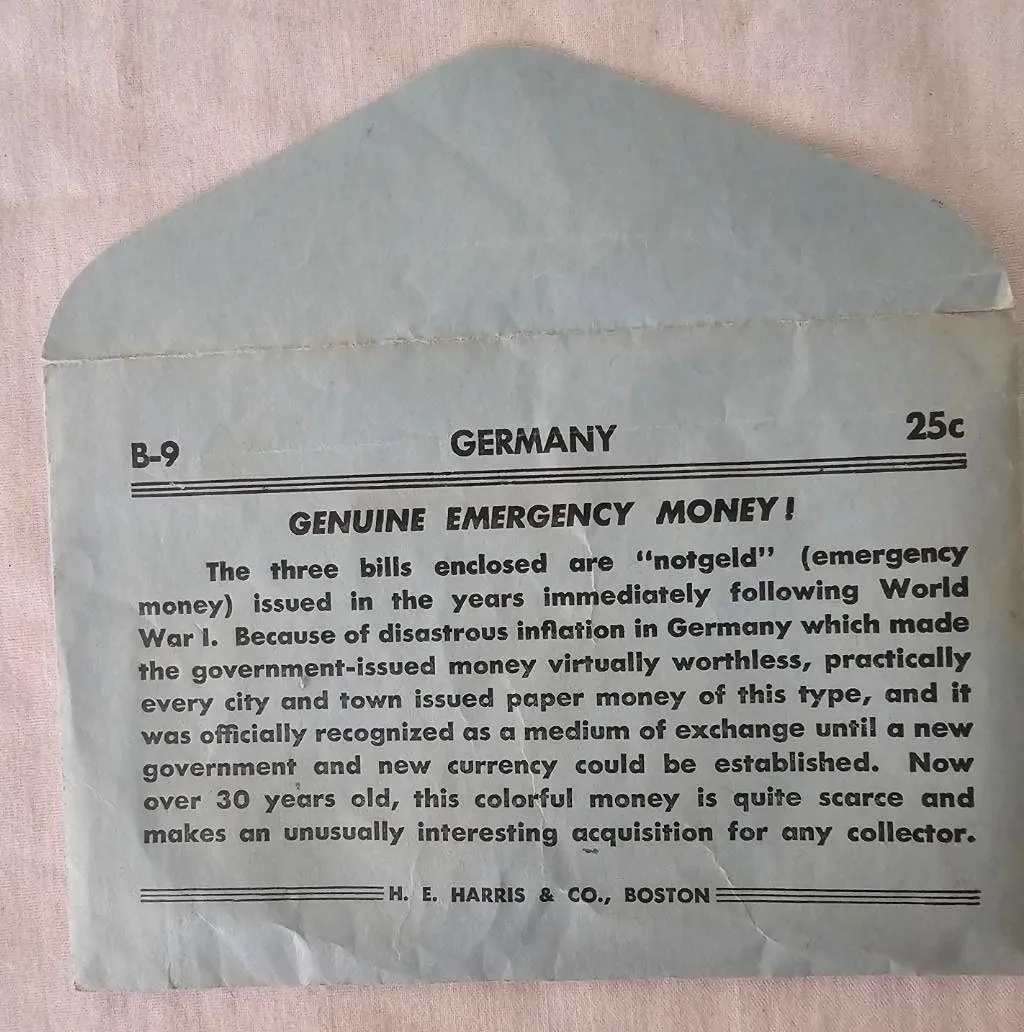 B-9 GERMANY 25c
GENUINE EMERGENCY MONEY!
The three bills enclosed are "notgeld" (emergency
money) issued in the years immediately following World
War I. Because of disastrous inflation in Germany which made
the government-issued money virtually worthless, practically
every city and town issued paper money of this type, and it
was officially recognized as a medium of exchange until a new
government and new currency could be established. Now
over 30 years old, this colorful money is quite scarce and
makes an unusually interesting acquisition for any collector.
H. E. HARRIS & CO., BOSTON